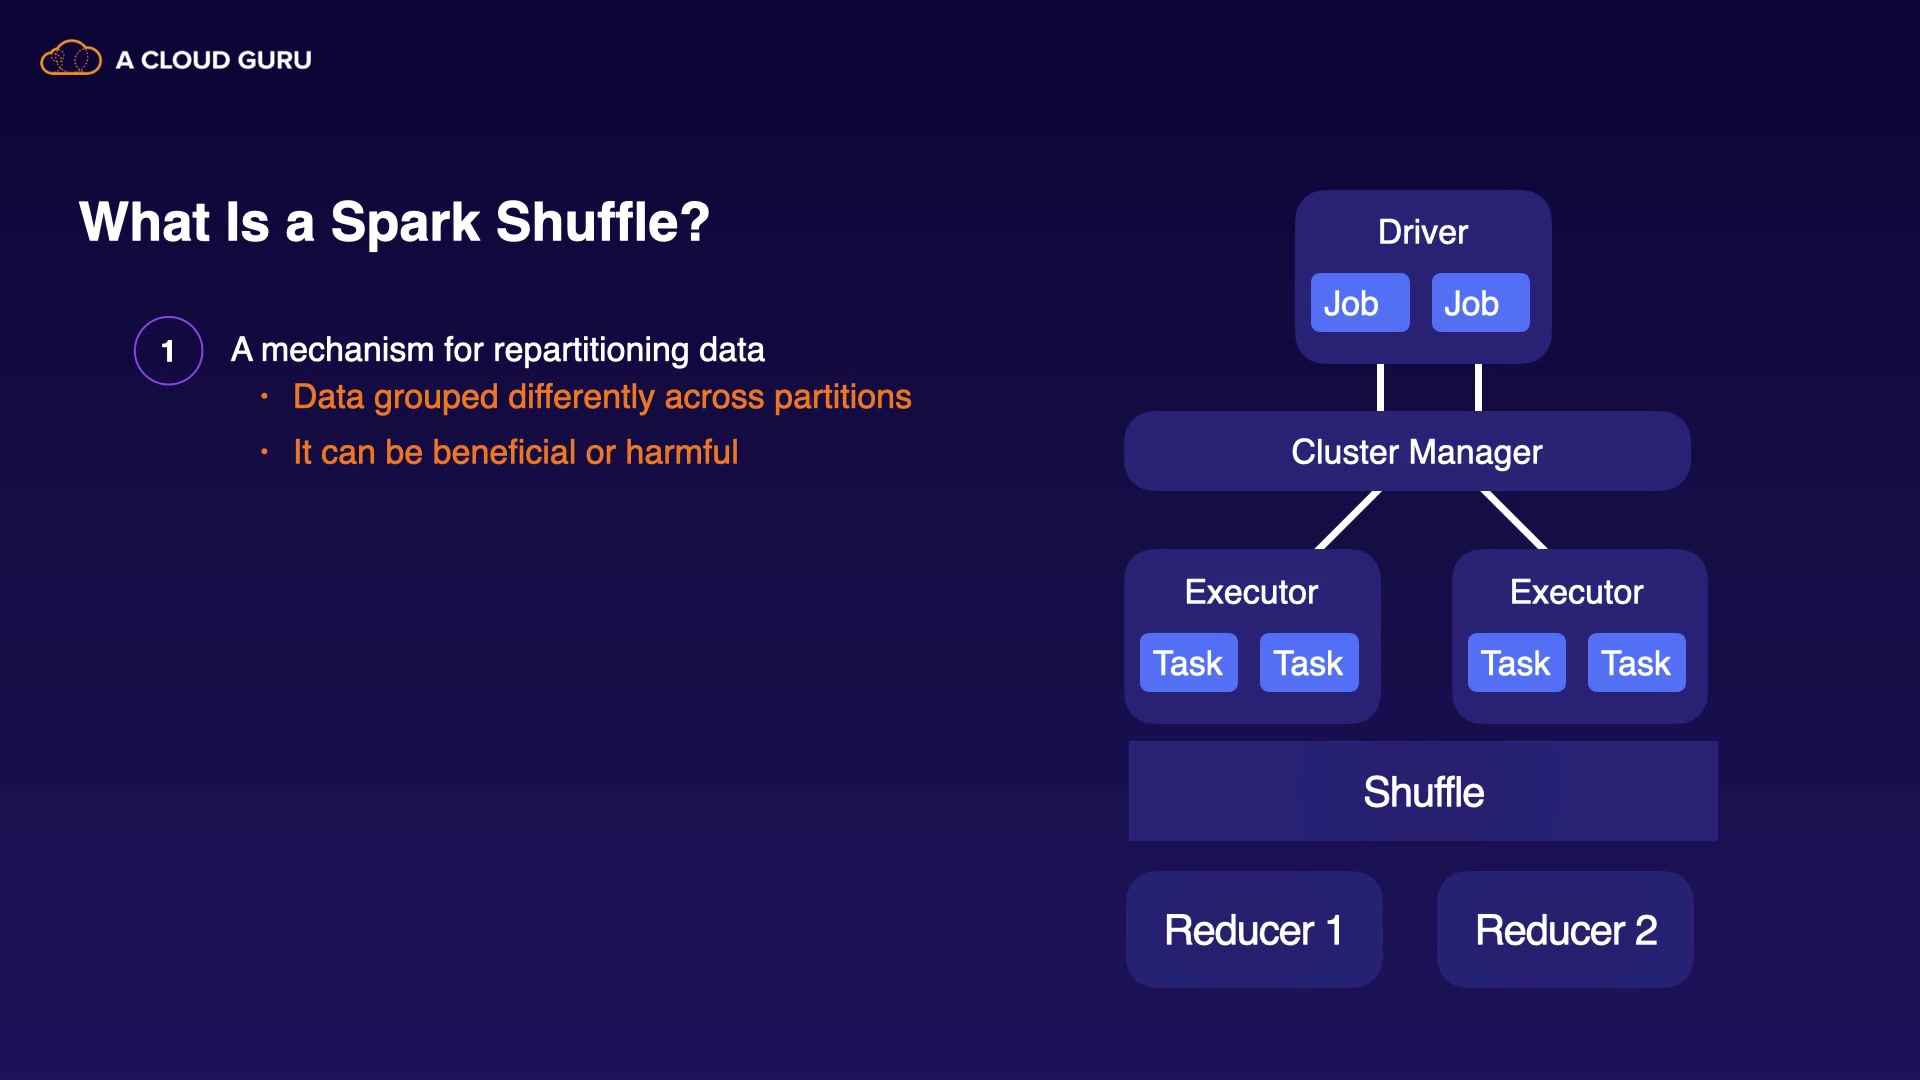 A CLOUD GURU
What Is a Spark Shuffle?
1
A mechanism for repartitioning data
• Data grouped differently across partitions
• It can be beneficial or harmful
Driver
Job Job
Cluster Manager
Executor Executor
Task Task Task Task
Shuffle
Reducer 1 Reducer 2